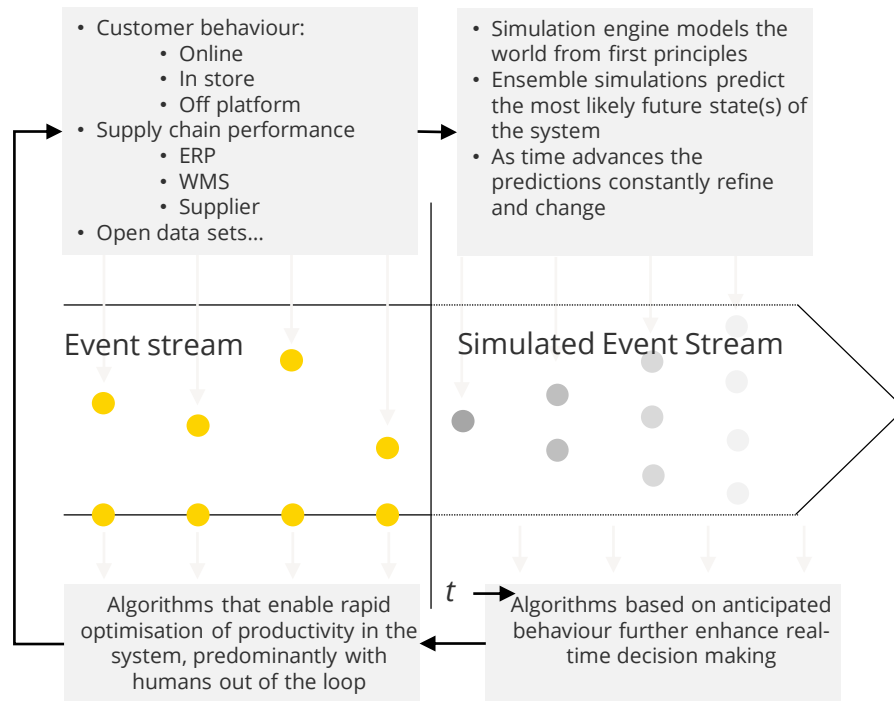 • Customer behaviour:
• Online
• In store
• Off platform
• Supply chain performance
• ERP
• WMS
• Supplier
• Open data sets…
• Simulation engine models the
world from first principles
• Ensemble simulations predict
the most likely future state(s) of
the system
• As time advances the
predictions constantly refine
and change
Event stream
Simulated Event Stream
t
Algorithms that enable rapid
optimisation of productivity in the
system, predominantly with
humans out of the loop
Algorithms based on anticipated
behaviour further enhance real-
time decision making